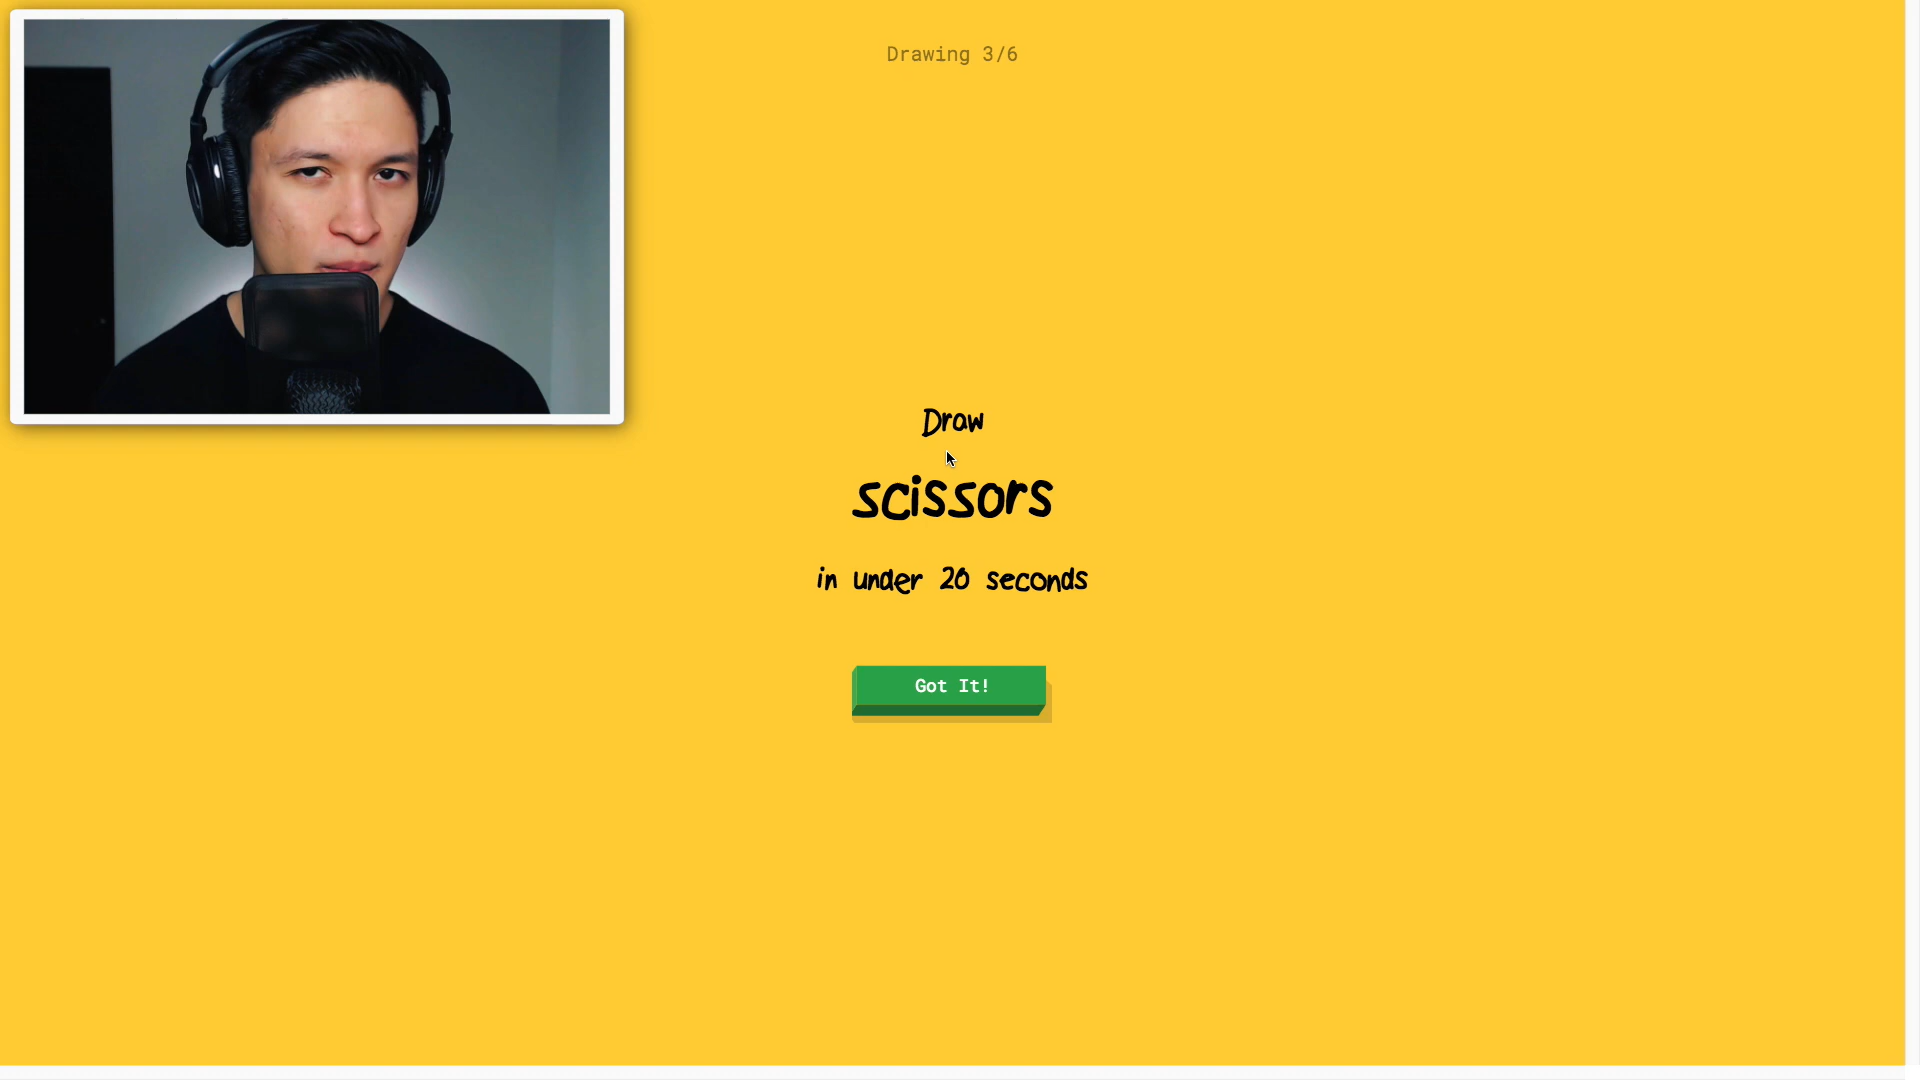 Drawing 3/6
Draw
scissors
in under 20 seconds
Got It!